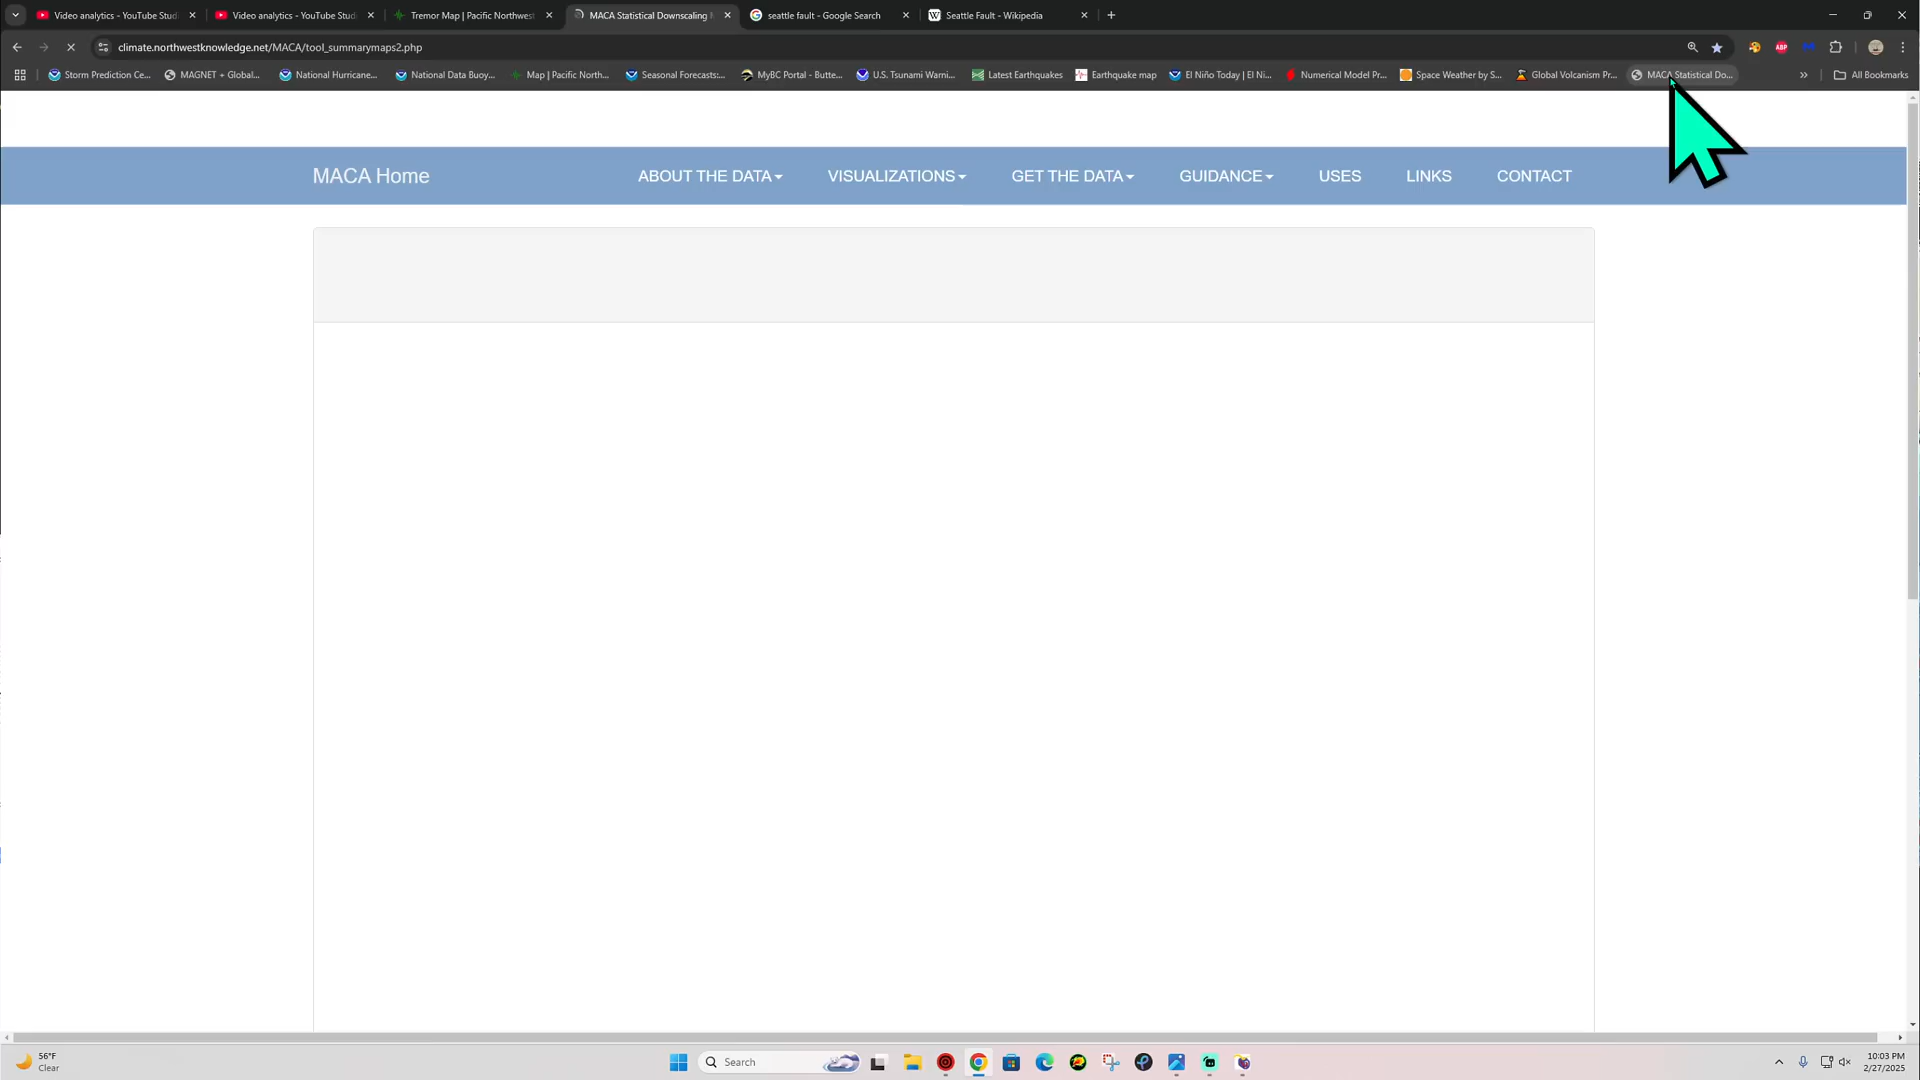 Video analytics - YouTube Studi
Video analytics - YouTube Studi
Tremor Map | Pacific Northwest
MACA Statistical Downscaling
seattle fault - Google Search
Seattle Fault - Wikipedia
climate.northwestknowledge.net/MACA/tool_summarymaps2.php
ABP
Storm Prediction Ce...
MAGNET + Global...
National Hurricane...
National Data Buoy...
Map | Pacific North...
Seasonal Forecasts:...
MyBC Portal - Butte...
U.S. Tsunami Warni...
Latest Earthquakes
Earthquake map
El Niño Today | El Ni...
Numerical Model Pr...
Space Weather by S...
Global Volcanism Pr...
MACA Statistical Do...
All Bookmarks
MACA Home
ABOUT THE DATA
VISUALIZATIONS
GET THE DATA
GUIDANCE
USES
LINKS
CONTACT
56°F
Clear
Search
10:03 PM
2/27/2025